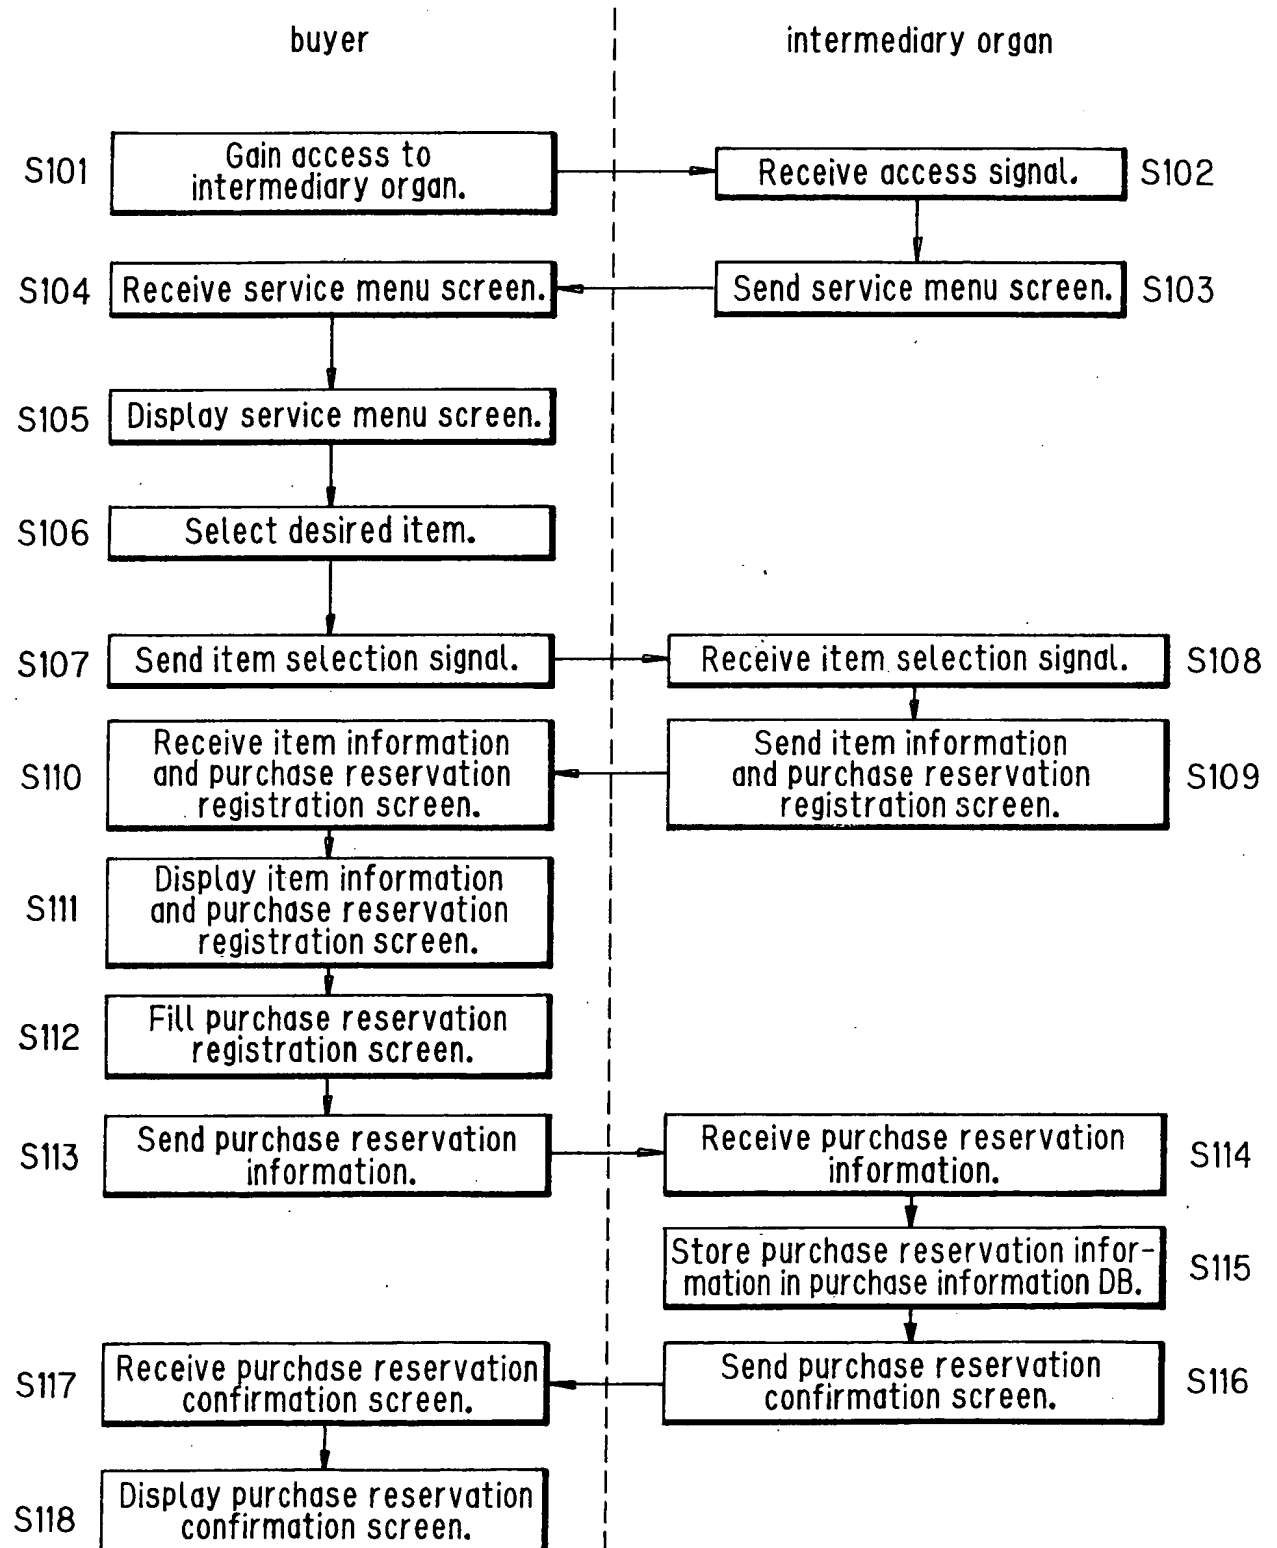 buyer
intermediary organ
S101
Gain access to
intermediary organ.
Receive access signal.
S102
S104
Receive service menu screen.
Send service menu screen.
S103
S105
Display service menu screen.
S106
Select desired item.
S107
Send item selection signal.
Receive item selection signal.
S108
S110
Receive item information
and purchase reservation
registration screen.
Send item information
and purchase reservation
registration screen.
S109
S111
Display item information
and purchase reservation
registration screen.
S112
Fill purchase reservation
registration screen.
S113
Send purchase reservation
information.
Receive purchase reservation
information.
S114
Store purchase reservation infor-
mation in purchase information DB.
S115
S117
Receive purchase reservation
confirmation screen.
Send purchase reservation
confirmation screen.
S116
S118
Display purchase reservation
confirmation screen.